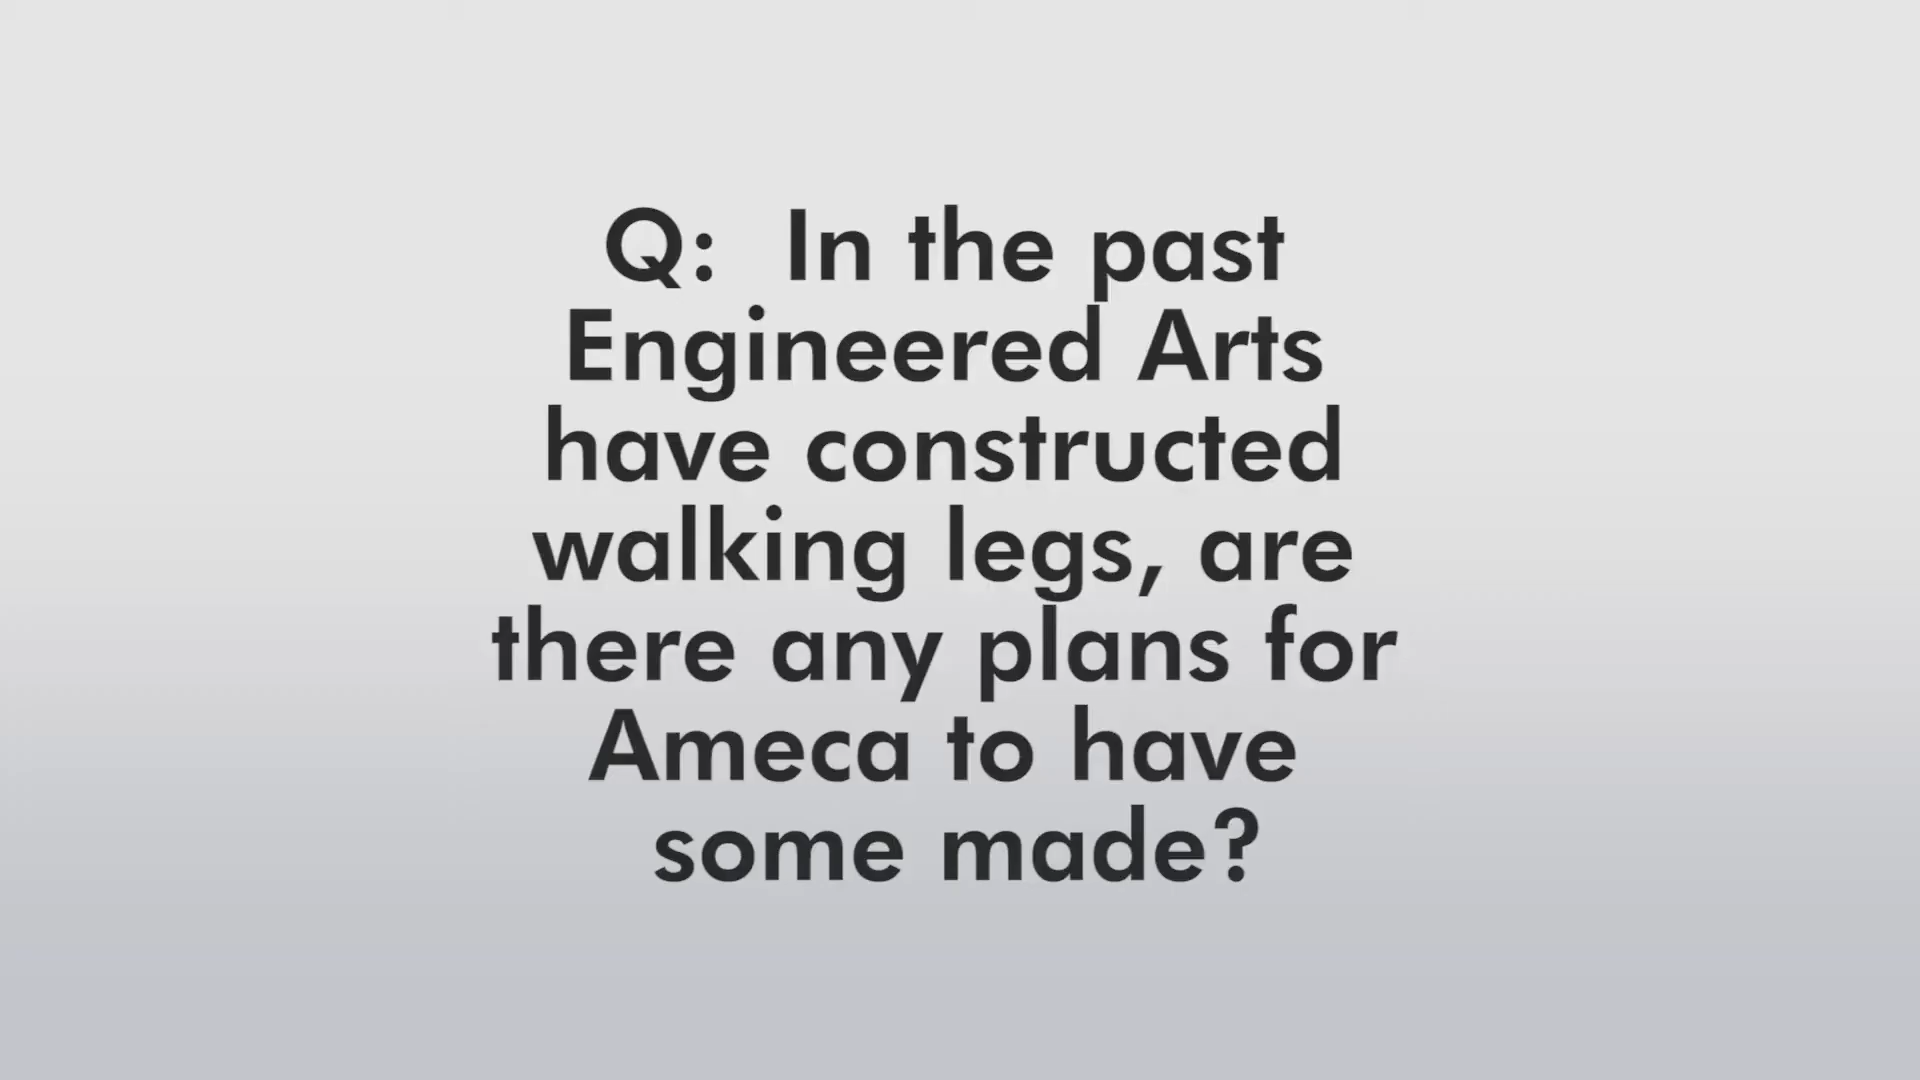 Q:  In the past
Engineered Arts
have constructed
walking legs, are
there any plans for
Ameca to have
some made?